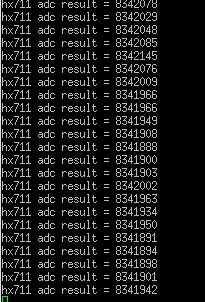 hx711 adc result = 8342078
hx711 adc result = 8342029
hx711 adc result = 8342048
hx711 adc result = 8342085
hx711 adc result = 8342145
hx711 adc result = 8342076
hx711 adc result = 8342009
hx711 adc result = 8341966
hx711 adc result = 8341966
hx711 adc result = 8341949
hx711 adc result = 8341908
hx711 adc result = 8341888
hx711 adc result = 8341900
hx711 adc result = 8341903
hx711 adc result = 8342002
hx711 adc result = 8341963
hx711 adc result = 8341934
hx711 adc result = 8341950
hx711 adc result = 8341891
hx711 adc result = 8341894
hx711 adc result = 8341898
hx711 adc result = 8341901
hx711 adc result = 8341942